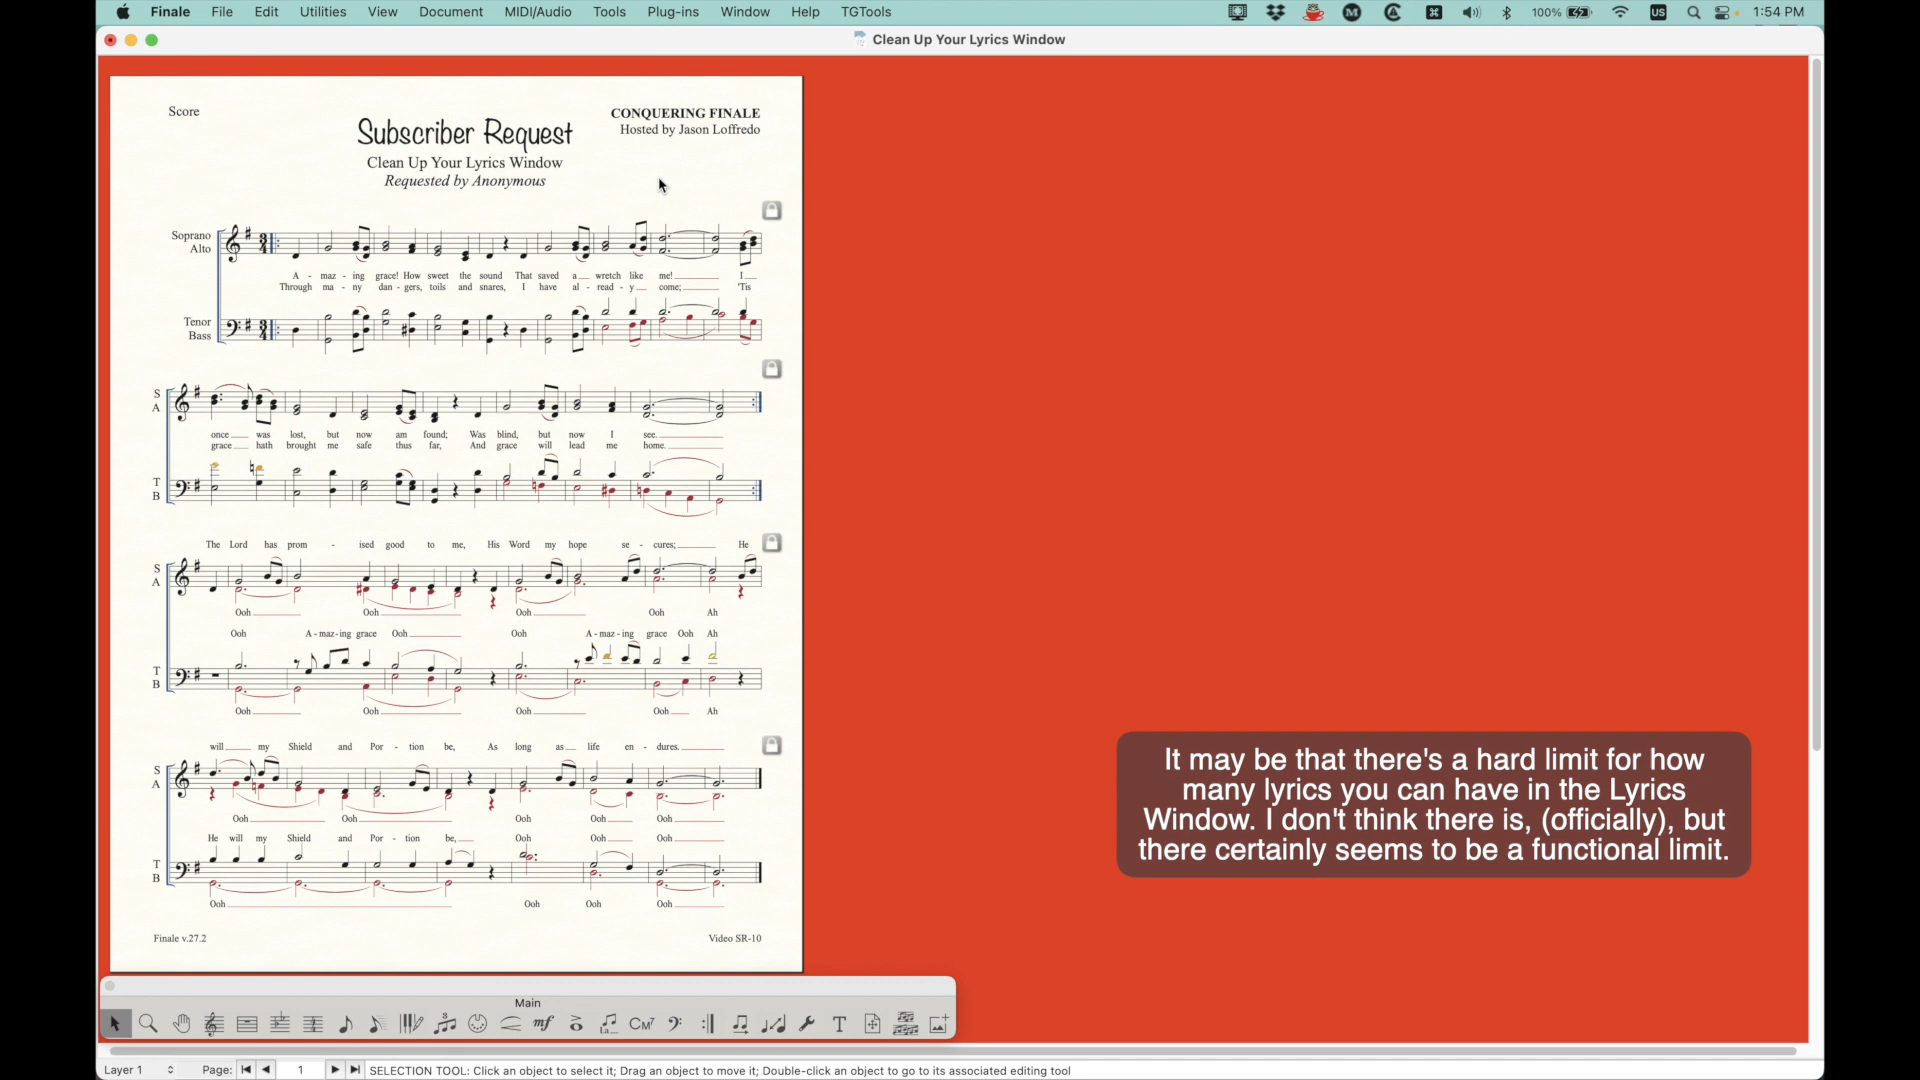 Finale File Edit Utilities View Document MIDI/Audio Tools Plug-ins Window Help TGTools 100% US 1:54 PM
Clean Up Your Lyrics Window
Score
CONQUERING FINALE
Hosted by Jason Loffredo
Subscriber Request
Clean Up Your Lyrics Window
Requested by Anonymous
Soprano
Alto
A - maz - ing grace! How sweet the sound That saved a wretch like me! I
Through ma - ny dan - gers, toils and snares, I have al - read - y come; 'Tis
Tenor
Bass
S
A
once was lost, but now am found; Was blind, but now I see.
grace hath brought me safe thus far, And grace will lead me home.
T
B
The Lord has prom - ised good to me, His Word my hope se - cures; He
S
A
Ooh Ooh Ooh Ooh Ah
Ooh A - maz - ing grace Ooh Ooh A - maz - ing grace Ooh Ah
T
B
Ooh Ooh Ooh Ooh Ah
will my Shield and Por - tion be, As long as life en - dures.
S
A
Ooh Ooh Ooh Ooh Ooh
He will my Shield and Por - tion be, Ooh Ooh Ooh
T
B
Ooh Ooh Ooh Ooh
Finale v.27.2
Video SR-10
It may be that there's a hard limit for how
many lyrics you can have in the Lyrics
Window. I don't think there is, (officially), but
there certainly seems to be a functional limit.
Main
mf CM7 T
Layer 1 Page: 1 SELECTION TOOL: Click an object to select it; Drag an object to move it; Double-click an object to go to its associated editing tool